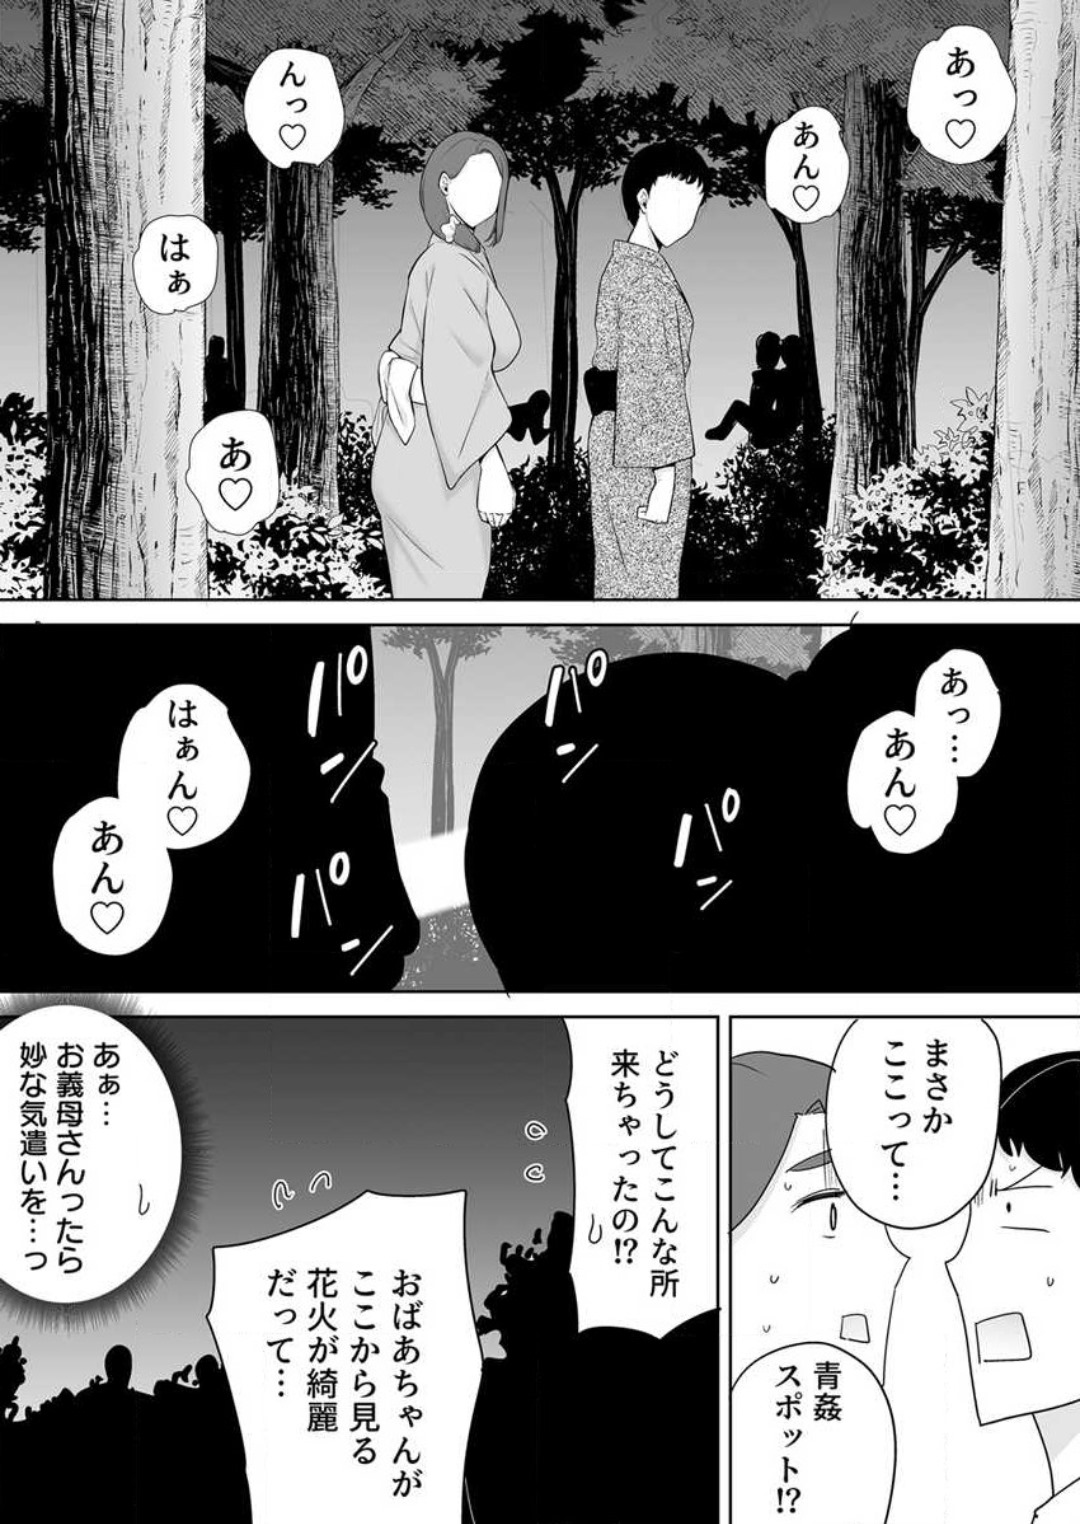 あっ♡
あん♡
んっ♡
はぁ
あ♡
あっ…
あん♡
パン
パン
パン
パン
はぁん♡
あん♡
まさか
ここって…
青姦
スポット!?
どうしてこんな所
来ちゃったの!?
おばあちゃんが
ここから見る
花火が綺麗
だって…
あぁ…
お義母さんったら
妙な気遣いを…っ